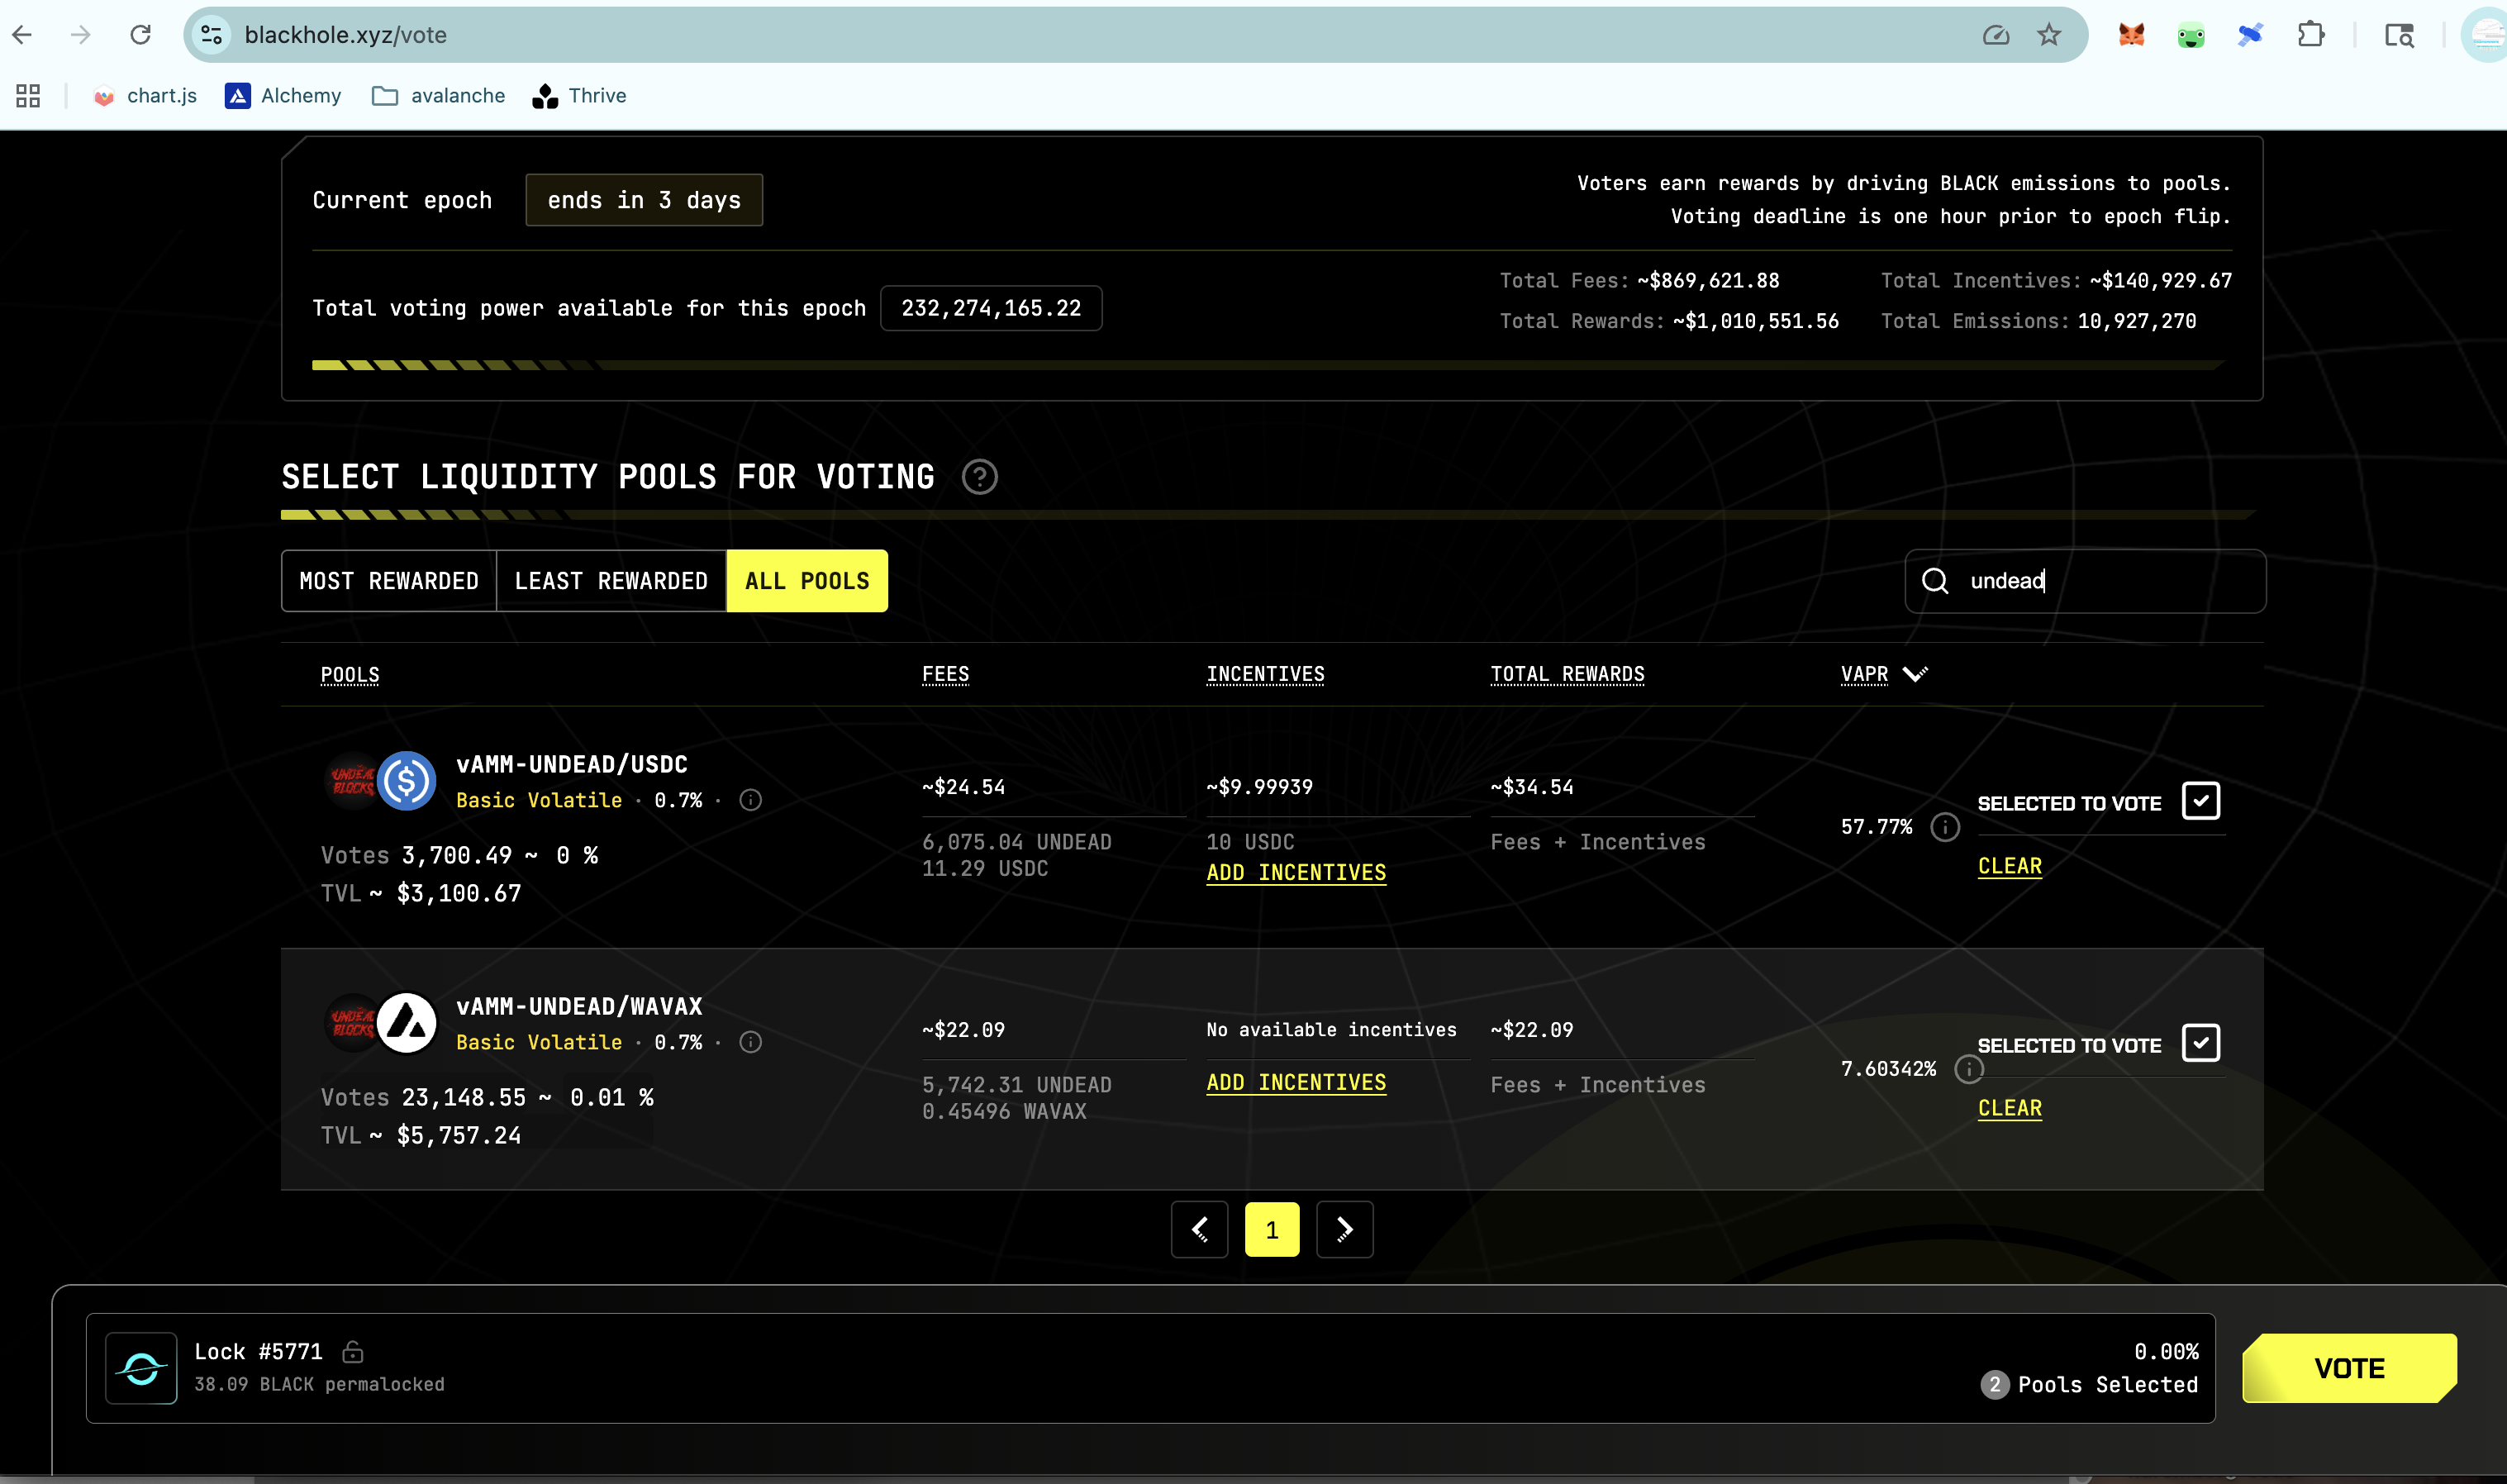 blackhole.xyz/vote
chart.js
Alchemy
avalanche
Thrive
Current epoch
ends in 3 days
Voters earn rewards by driving BLACK emissions to pools.
Voting deadline is one hour prior to epoch flip.
Total voting power available for this epoch
232,274,165.22
Total Fees: ~$869,621.88
Total Incentives: ~$140,929.67
Total Rewards: ~$1,010,551.56
Total Emissions: 10,927,270
SELECT LIQUIDITY POOLS FOR VOTING
?
MOST REWARDED
LEAST REWARDED
ALL POOLS
undead
POOLS
FEES
INCENTIVES
TOTAL REWARDS
VAPR
UNDEAD
BLOCKS
vAMM-UNDEAD/USDC
Basic Volatile · 0.7% ·
Votes 3,700.49 ~ 0 %
TVL ~ $3,100.67
~$24.54
6,075.04 UNDEAD
11.29 USDC
~$9.99939
10 USDC
ADD INCENTIVES
~$34.54
Fees + Incentives
57.77%
SELECTED TO VOTE
CLEAR
UNDEAD
BLOCKS
vAMM-UNDEAD/WAVAX
Basic Volatile · 0.7% ·
Votes 23,148.55 ~ 0.01 %
TVL ~ $5,757.24
~$22.09
5,742.31 UNDEAD
0.45496 WAVAX
No available incentives
ADD INCENTIVES
~$22.09
Fees + Incentives
7.60342%
SELECTED TO VOTE
CLEAR
1
Lock #5771
38.09 BLACK permalocked
0.00%
2 Pools Selected
VOTE